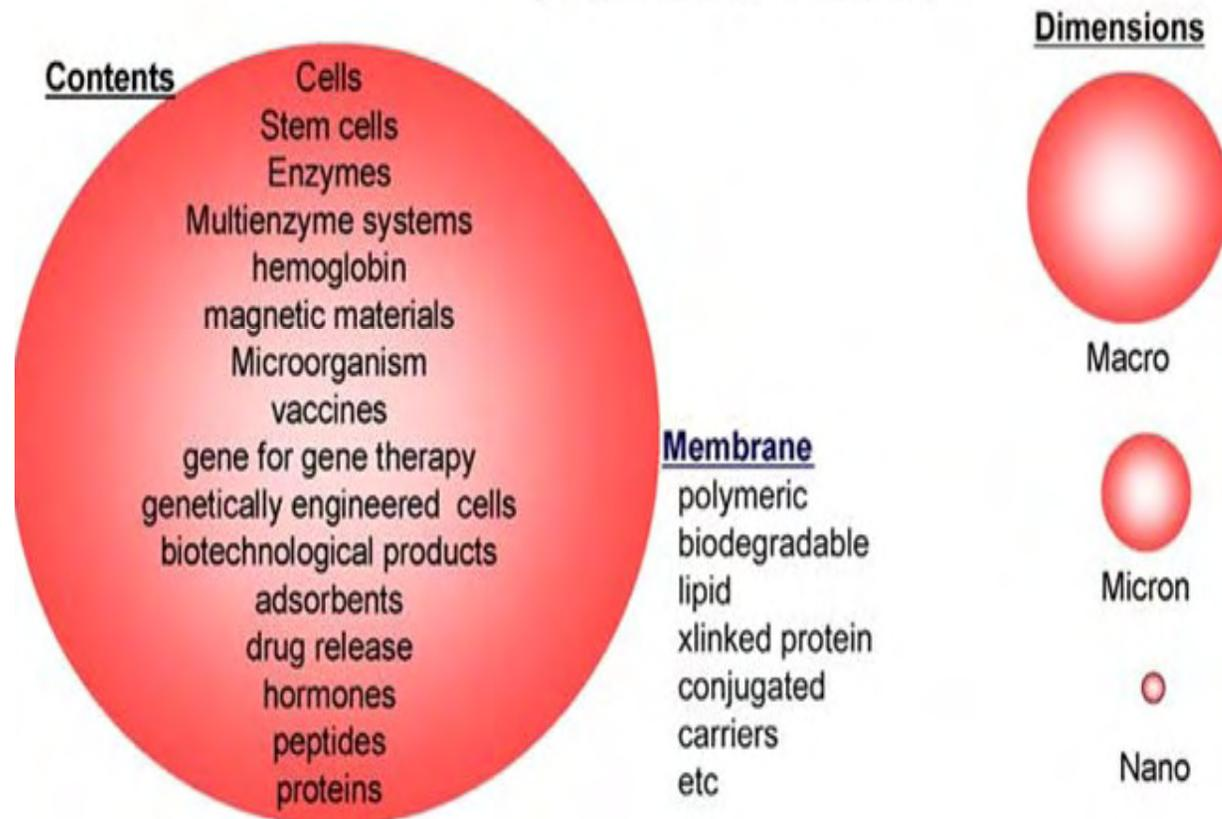 Contents
Cells
Stem cells
Enzymes
Multienzyme systems
hemoglobin
magnetic materials
Microorganism
vaccines
gene for gene therapy
genetically engineered cells
biotechnological products
adsorbents
drug release
hormones
peptides
proteins
Membrane
polymeric
biodegradable
lipid
xlinked protein
conjugated
carriers
etc
Dimensions
Macro
Micron
Nano